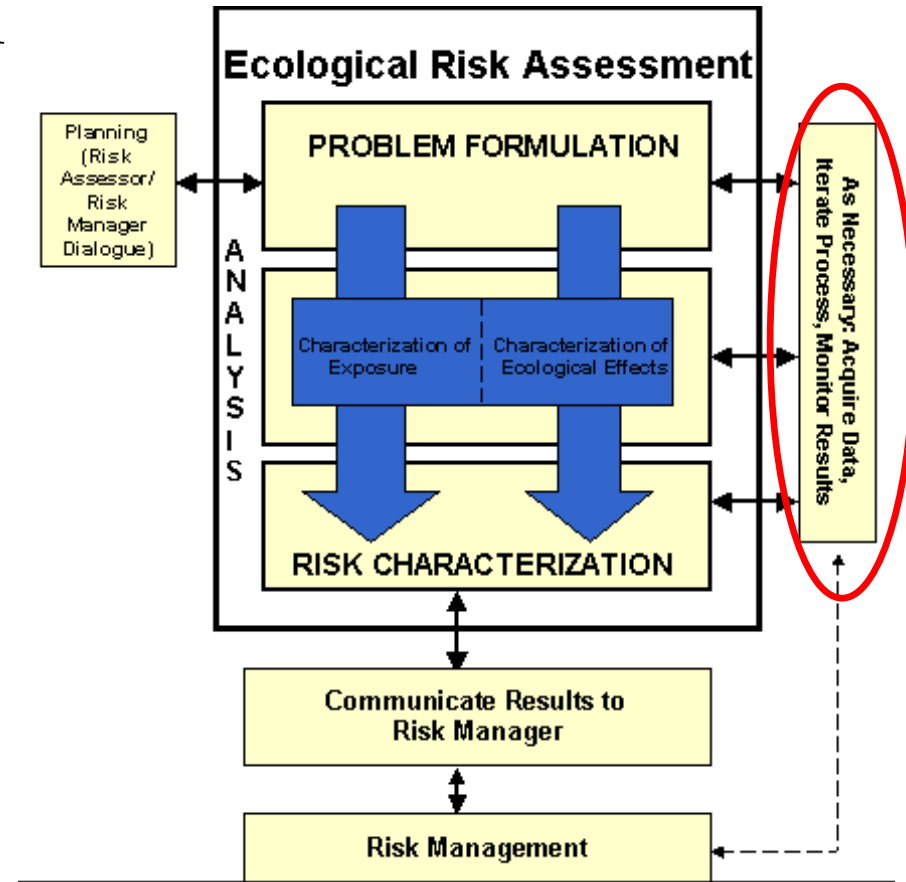 Ecological Risk Assessment
Planning
(Risk
Assessor/
Risk
Manager
Dialogue)
PROBLEM FORMULATION
ANALYSIS
Characterization of
Exposure
Characterization of
Ecological Effects
RISK CHARACTERIZATION
As Necessary: Acquire Data,
Iterate Process, Monitor Results
Communicate Results to
Risk Manager
Risk Management